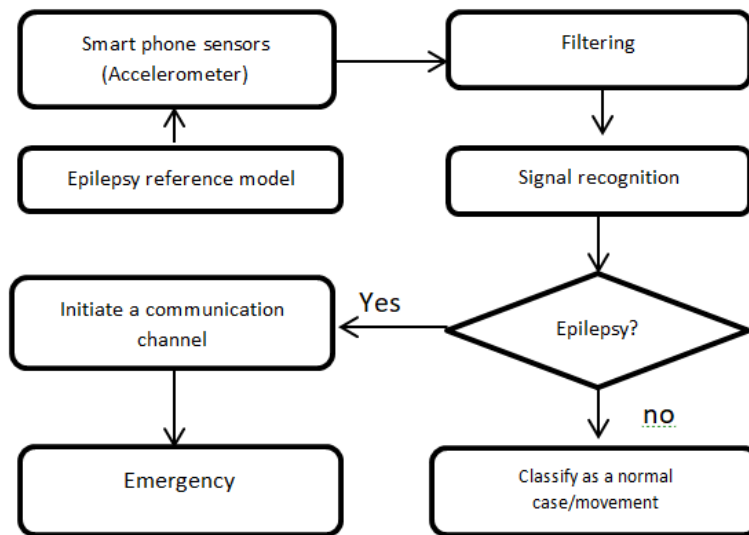 Smart phone sensors
(Accelerometer)
Filtering
Epilepsy reference model
Signal recognition
Initiate a communication
channel
Yes
Epilepsy?
no
Emergency
Classify as a normal
case/movement